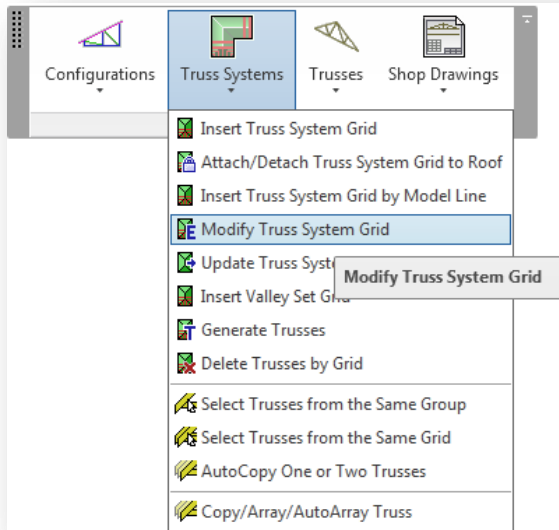 Configurations
Truss Systems
Trusses
Shop Drawings
Insert Truss System Grid
Attach/Detach Truss System Grid to Roof
Insert Truss System Grid by Model Line
Modify Truss System Grid
Update Truss Syste
Modify Truss System Grid
Insert Valley Set Grid
Generate Trusses
Delete Trusses by Grid
Select Trusses from the Same Group
Select Trusses from the Same Grid
AutoCopy One or Two Trusses
Copy/Array/AutoArray Truss